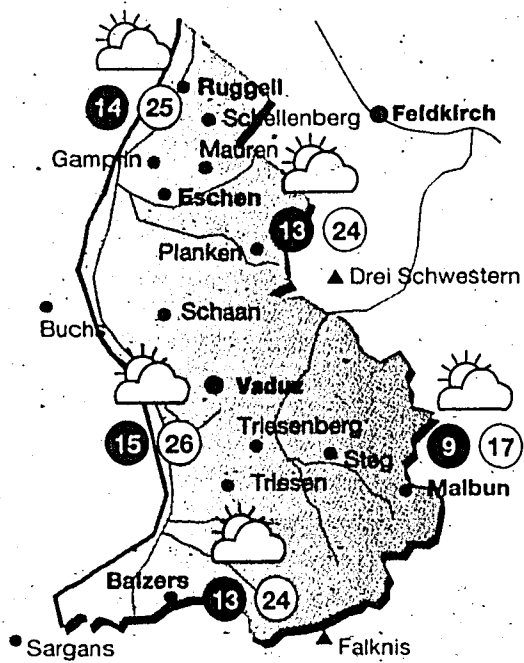 Ruggell
14 25
Schellenberg
Feldkirch
Gamprin
Mauren
Eschen
13 24
Planken
Drei Schwestern
Buchs
Schaan
Vaduz
15 26
Triesenberg
Steg
9 17
Triesen
Malbun
Balzers
13 24
Sargans
Falknis